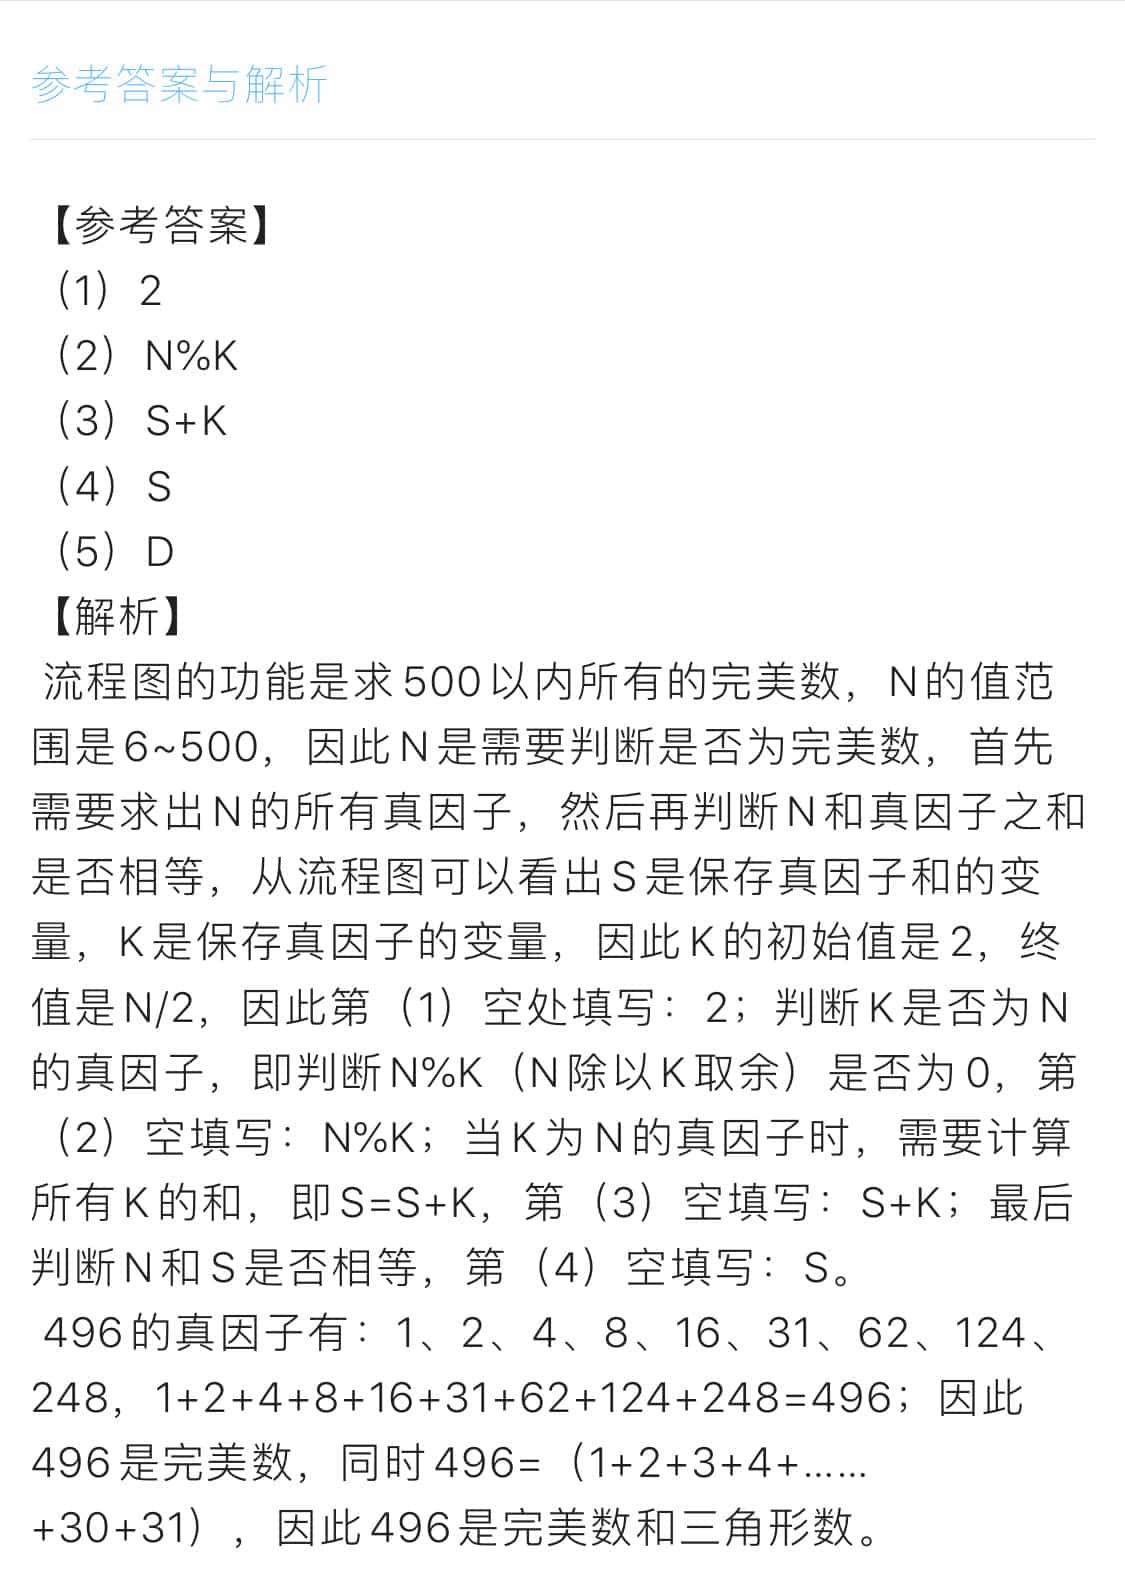 参考答案与解析
【参考答案】
（1）2
（2）N%K
（3）S+K
（4）S
（5）D
【解析】
流程图的功能是求500以内所有的完美数，N的值范
围是6~500，因此N是需要判断是否为完美数，首先
需要求出N的所有真因子，然后再判断N和真因子之和
是否相等，从流程图可以看出S是保存真因子和的变
量，K是保存真因子的变量，因此K的初始值是2，终
值是N/2，因此第（1）空处填写：2；判断K是否为N
的真因子，即判断N%K（N除以K取余）是否为0，第
（2）空填写：N%K；当K为N的真因子时，需要计算
所有K的和，即S=S+K，第（3）空填写：S+K；最后
判断N和S是否相等，第（4）空填写：S。
496的真因子有：1、2、4、8、16、31、62、124、
248，1+2+4+8+16+31+62+124+248=496；因此
496是完美数，同时496=（1+2+3+4+……
+30+31），因此496是完美数和三角形数。